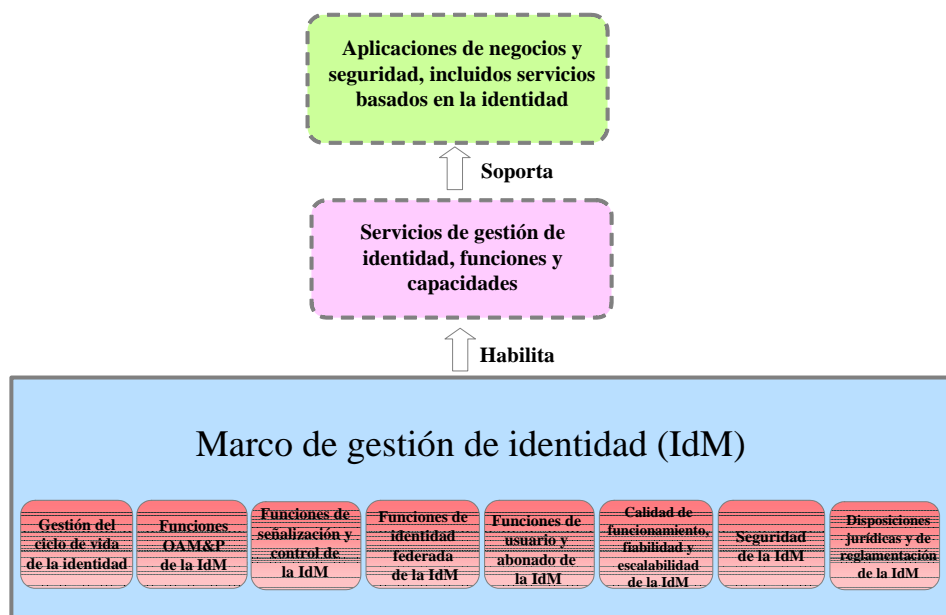 Aplicaciones de negocios y
seguridad, incluidos servicios
basados en la identidad
Soporta
Servicios de gestión de
identidad, funciones y
capacidades
Habilita
Marco de gestión de identidad (IdM)
Gestión del
ciclo de vida
de la identidad
Funciones
OAM&P
de la IdM
Funciones de
señalización y
control de
la IdM
Funciones de
identidad
federada
de la IdM
Funciones de
usuario y
abonado de
la IdM
Calidad de
funcionamiento,
fiabilidad y
escalabilidad
de la IdM
Seguridad
de la IdM
Disposiciones
jurídicas y de
reglamentación
de la IdM